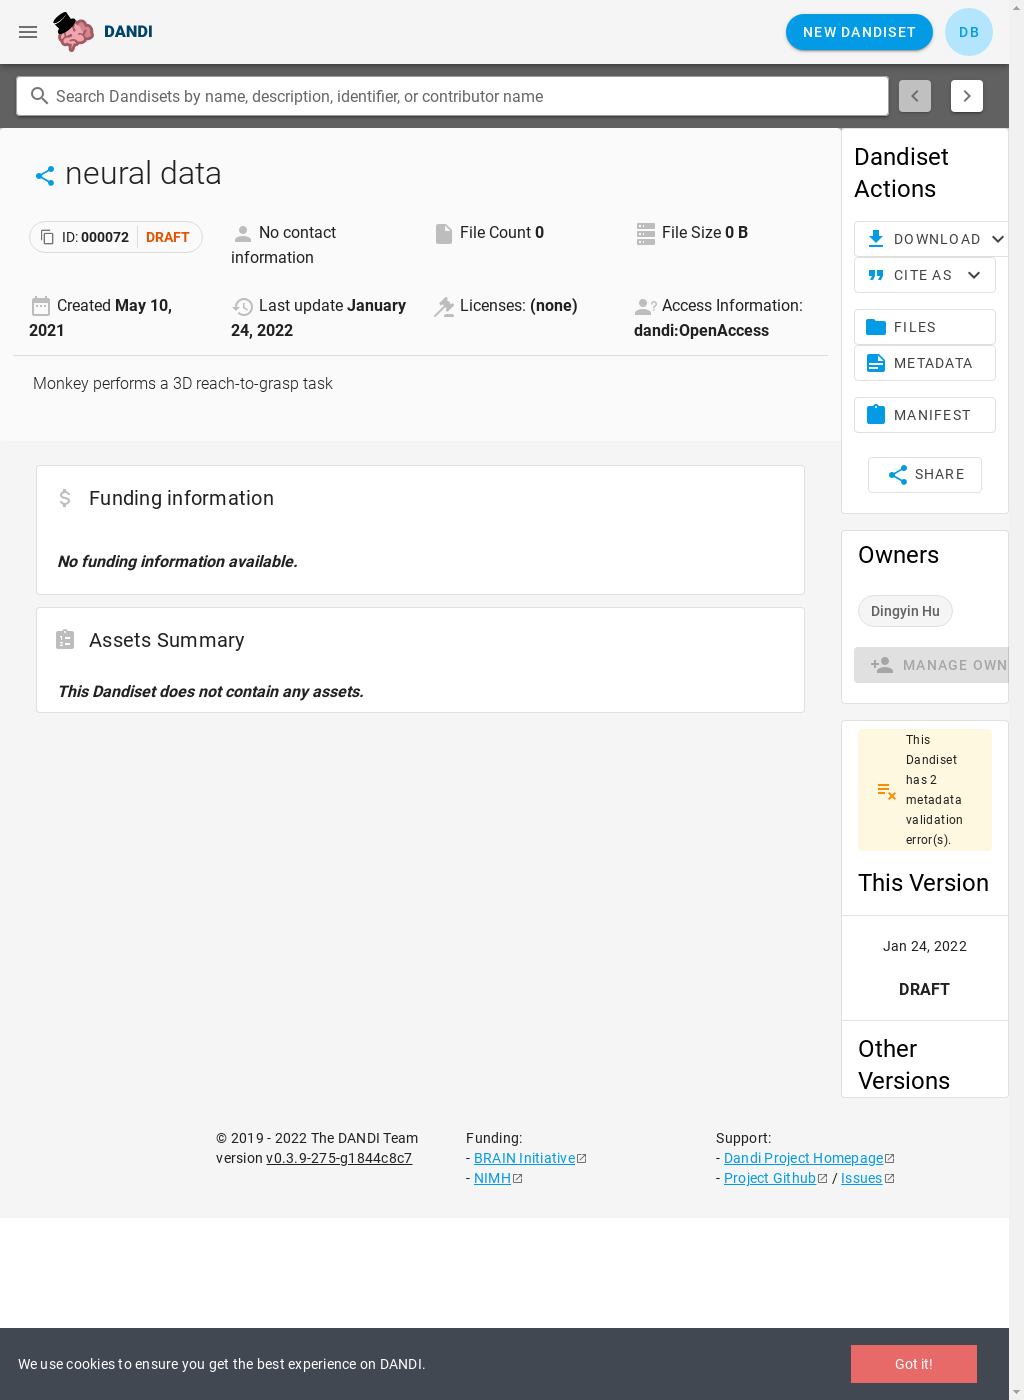 DANDI
NEW DANDISET
DB
Search Dandisets by name, description, identifier, or contributor name
neural data
ID: 000072 DRAFT
No contact
information
File Count 0
File Size 0 B
Created May 10,
2021
Last update January
24, 2022
Licenses: (none)
Access Information:
dandi:OpenAccess
Monkey performs a 3D reach-to-grasp task
Funding information
No funding information available.
Assets Summary
This Dandiset does not contain any assets.
Dandiset
Actions
DOWNLOAD
CITE AS
FILES
METADATA
MANIFEST
SHARE
Owners
Dingyin Hu
MANAGE OWN
This
Dandiset
has 2
metadata
validation
error(s).
This Version
Jan 24, 2022
DRAFT
Other
Versions
© 2019 - 2022 The DANDI Team
version v0.3.9-275-g1844c8c7
Funding:
- BRAIN Initiative
- NIMH
Support:
- Dandi Project Homepage
- Project Github / Issues
We use cookies to ensure you get the best experience on DANDI.
Got it!